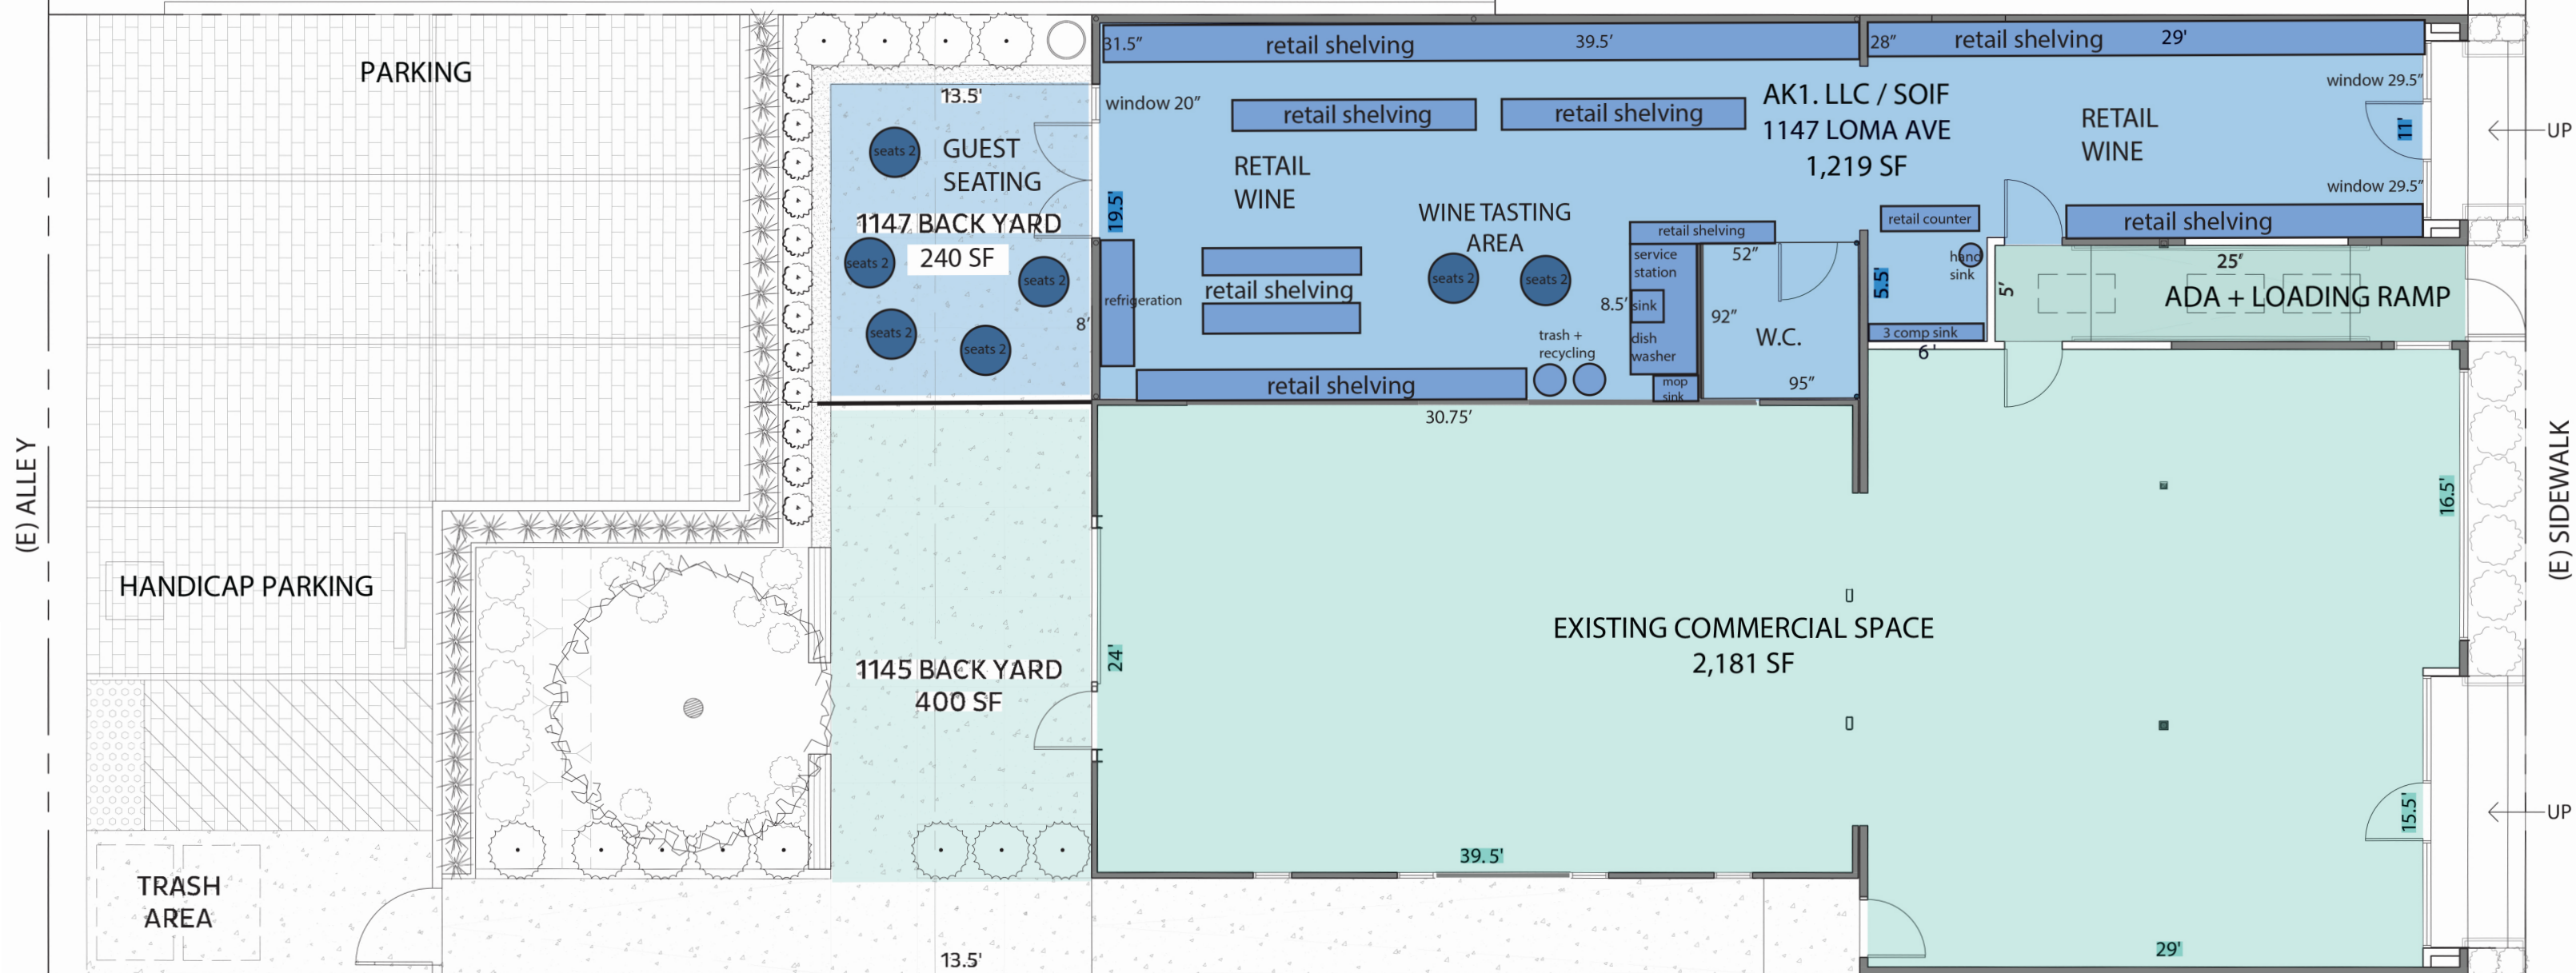 PARKING
HANDICAP PARKING
TRASH
AREA
(E) ALLEY
13.5'
GUEST
SEATING
seats 2
1147 BACK YARD
240 SF
seats 2
seats 2
seats 2
seats 2
8'
1145 BACK YARD
400 SF
13.5'
31.5"
retail shelving
39.5'
28"
retail shelving
29'
window 20"
retail shelving
retail shelving
AK1. LLC / SOIF
1147 LOMA AVE
1,219 SF
RETAIL
WINE
window 29.5"
11'
window 29.5"
UP
RETAIL
WINE
19.5'
WINE TASTING
AREA
seats 2
seats 2
retail shelving
refrigeration
retail shelving
service
station
8.5'
sink
dish
washer
mop
sink
trash +
recycling
52"
92"
W.C.
95"
retail shelving
30.75'
retail counter
hand
sink
5.5'
3 comp sink
6'
5'
retail shelving
25'
ADA + LOADING RAMP
EXISTING COMMERCIAL SPACE
2,181 SF
24'
39.5'
16.5'
15.5'
29'
UP
(E) SIDEWALK